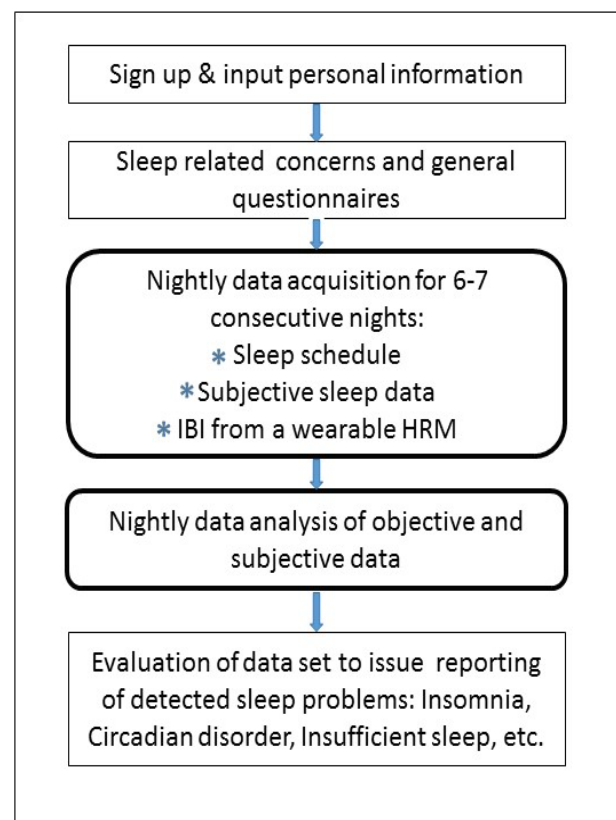 Sign up & input personal information
Sleep related concerns and general
questionnaires
Nightly data acquisition for 6-7
consecutive nights:
* Sleep schedule
*Subjective sleep data
* IBI from a wearable HRM
Nightly data analysis of objective and
subjective data
Evaluation of data set to issue reporting
of detected sleep problems: Insomnia,
Circadian disorder, Insufficient sleep, etc.